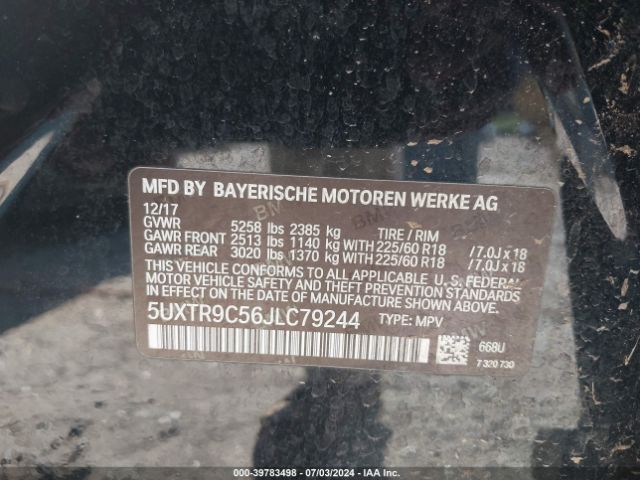 MFD BY BAYERISCHE MOTOREN WERKE AG
12/17
GVWR 5258 lbs 2385 kg TIRE / RIM
GAWR FRONT 2513 lbs 1140 kg WITH 225/60 R18 / 7.0J x 18
GAWR REAR 3020 lbs 1370 kg WITH 225/60 R18 / 7.0J x 18
THIS VEHICLE CONFORMS TO ALL APPLICABLE U. S. FEDERAL
MOTOR VEHICLE SAFETY AND THEFT PREVENTION STANDARDS
IN EFFECT ON THE DATE OF MANUFACTURE SHOWN ABOVE.
5UXTR9C56JLC79244 TYPE: MPV
668U
7 320 730
000-39783498 - 07/03/2024 - IAA Inc.